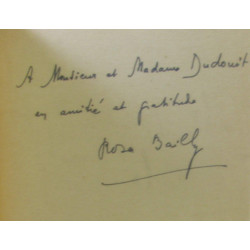 A Monsieur et Madame Dudouit
en amitié et gratitude
Rosa Bailly